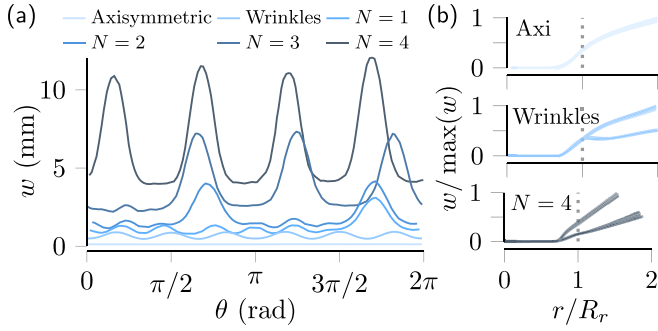 (a)
Axisymmetric
Wrinkles
N = 1
N = 2
N = 3
N = 4
w (mm)
10
5
0
0
π/2
π
3π/2
2π
θ (rad)
(b)
w/ max(w)
1
Axi
0
1
Wrinkles
0
1
N = 4
0
0
1
2
r/R_r